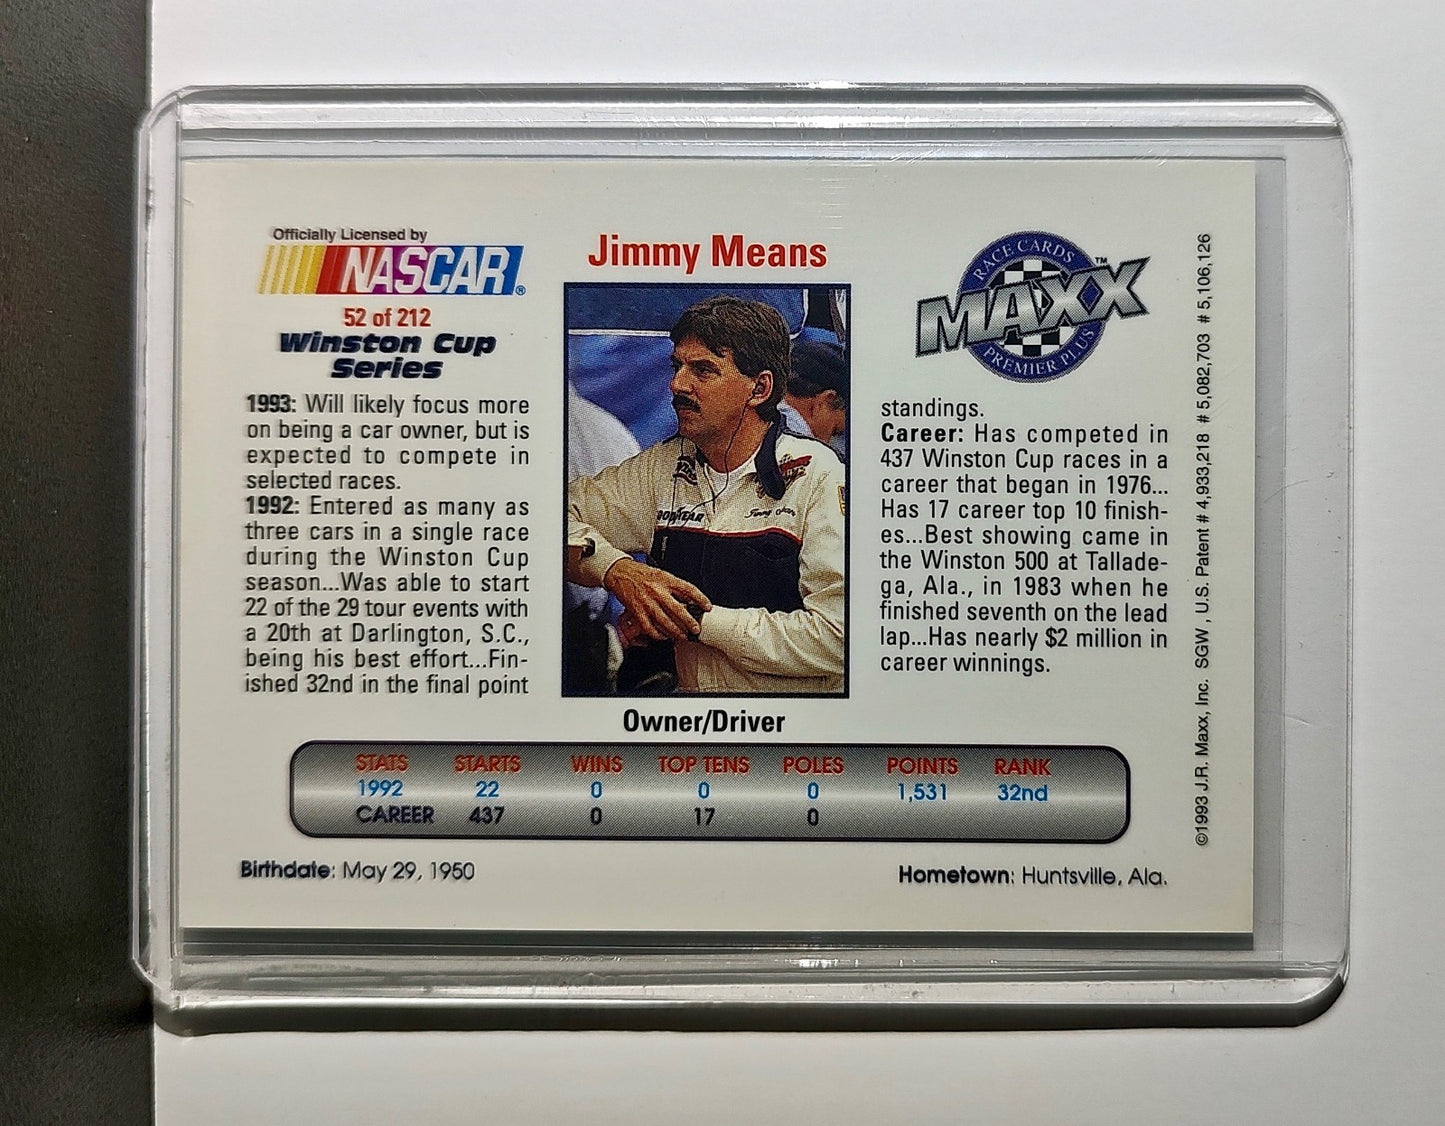 Officially Licensed by
NASCAR®
52 of 212
Winston Cup
Series
1993: Will likely focus more
on being a car owner, but is
expected to compete in
selected races.
1992: Entered as many as
three cars in a single race
during the Winston Cup
season...Was able to start
22 of the 29 tour events with
a 20th at Darlington, S.C.,
being his best effort...Fin-
ished 32nd in the final point
Jimmy Means
GOODYEAR
Owner/Driver
RACE CARDS
MAXX™
PREMIER PLUS
standings.
Career: Has competed in
437 Winston Cup races in a
career that began in 1976...
Has 17 career top 10 finish-
es...Best showing came in
the Winston 500 at Tallade-
ga, Ala., in 1983 when he
finished seventh on the lead
lap...Has nearly $2 million in
career winnings.
STATS STARTS WINS TOP TENS POLES POINTS RANK
1992 22 0 0 0 1,531 32nd
CAREER 437 0 17 0
Birthdate: May 29, 1950
Hometown: Huntsville, Ala.
©1993 J.R. Maxx, Inc. SGW , U.S. Patent # 4,933,218 # 5,082,703 # 5,106,126